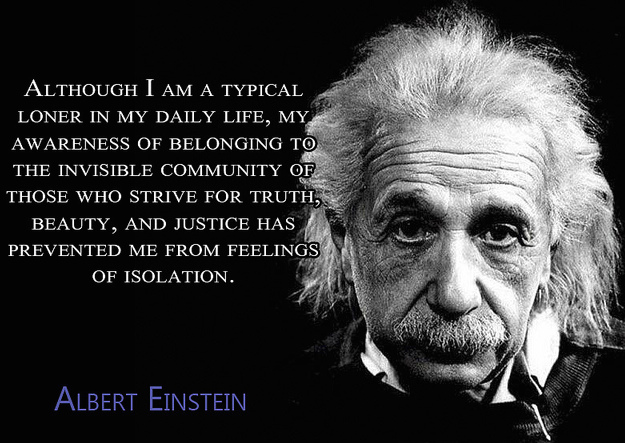 Although I am a typical
loner in my daily life, my
awareness of belonging to
the invisible community of
those who strive for truth,
beauty, and justice has
prevented me from feelings
of isolation.
Albert Einstein